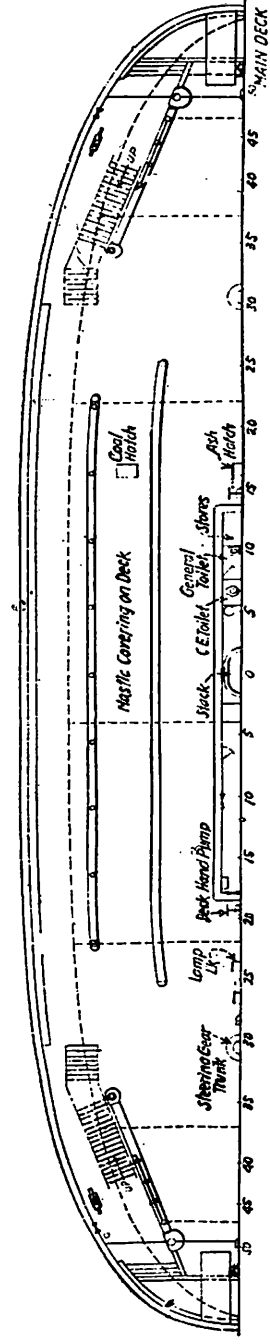 UP
UP
Coal
Hatch
Mastic Covering on Deck
Steering Gear
Trunk
Lamp
LK
Deck Hand Pump
Stack
C E Toilet
General
Toilet
Stores
Ash
Hatch
50 45 40 35 30 25 20 15 10 5 0 5 10 15 20 25 30 35 40 45 50
MAIN DECK